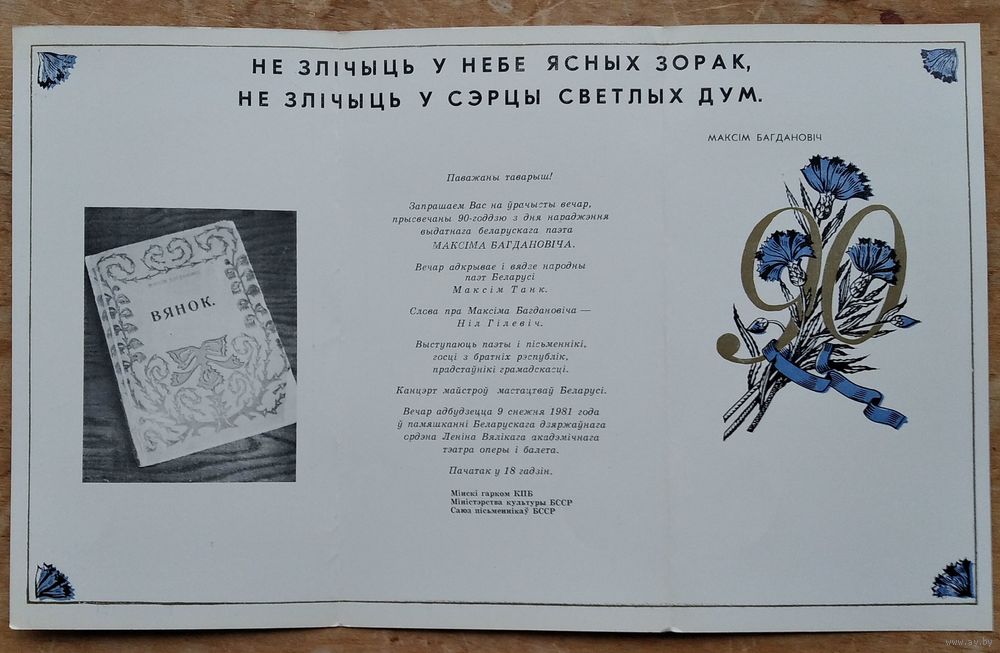 НЕ ЗЛІЧЫЦЬ У НЕБЕ ЯСНЫХ ЗОРАК,
НЕ ЗЛІЧЫЦЬ У СЭРЦЫ СВЕТЛЫХ ДУМ.
МАКСІМ БАГДАНОВІЧ
ВЯНОК.
Паважаны таварыш!
Запрашаем Вас на ўрачысты вечар,
прысвечаны 90-годдзю з дня нараджэння
выдатнага беларускага паэта
МАКСІМА БАГДАНОВІЧА.
Вечар адкрывае і вядзе народны
паэт Беларусі
Максім Танк.
Слова пра Максіма Багдановіча —
Ніл Гілевіч.
Выступаюць паэты і пісьменнікі,
госці з братніх рэспублік,
прадстаўнікі грамадскасці.
Канцэрт майстроў мастацтваў Беларусі.
Вечар адбудзецца 9 снежня 1981 года
ў памяшканні Беларускага дзяржаўнага
ордэна Леніна Вялікага акадэмічнага
тэатра оперы і балета.
Пачатак у 18 гадзін.
Мінскі гарком КПБ
Міністэрства культуры БССР
Саюз пісьменнікаў БССР
90
www.ay.by